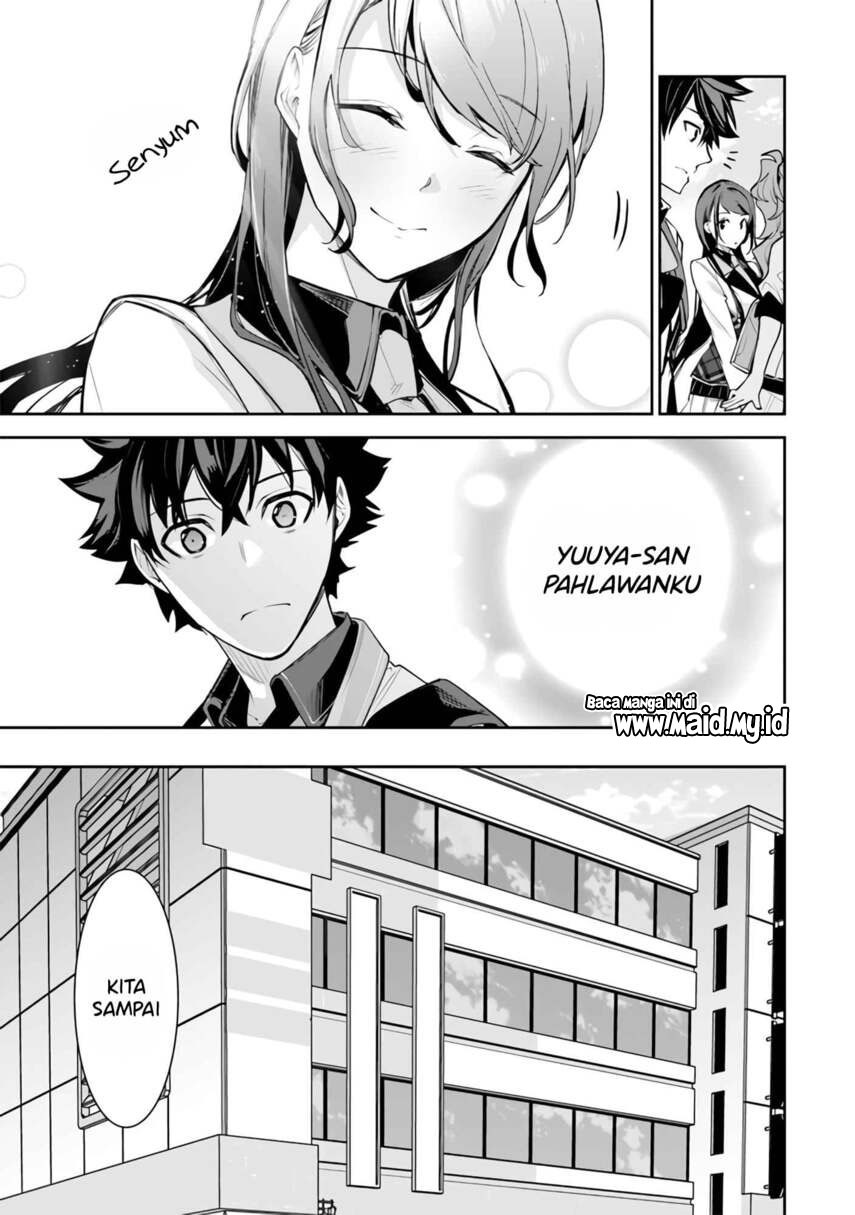 Senyum
YUUYA-SAN
PAHLAWANKU
Baca Manga ini di
www.Maid.My.id
KITA
SAMPAI